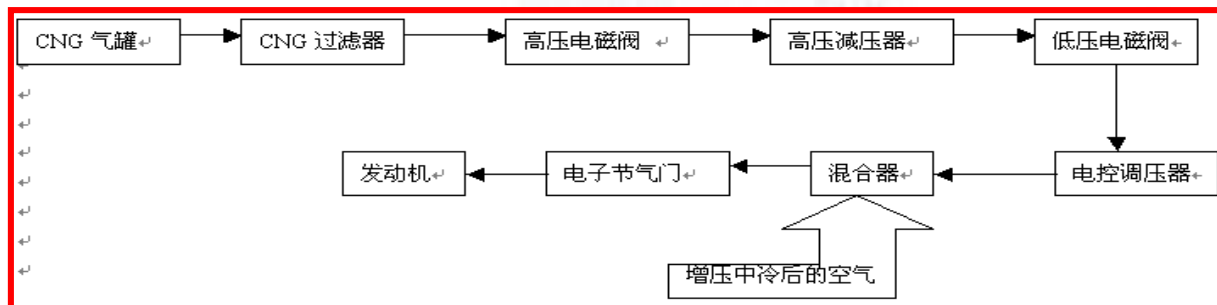 CNG 气罐
CNG 过滤器
高压电磁阀
高压减压器
低压电磁阀
发动机
电子节气门
混合器
电控调压器
增压中冷后的空气